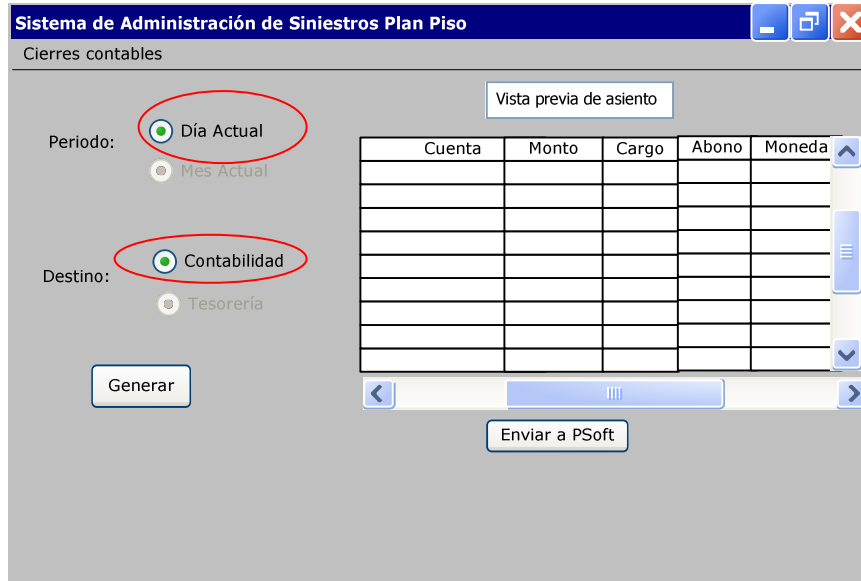 Sistema de Administración de Siniestros Plan Piso
Cierres contables
Vista previa de asiento
Periodo:
Día Actual
Mes Actual
Cuenta Monto Cargo Abono Moneda
Destino:
Contabilidad
Tesorería
Generar
Enviar a PSoft